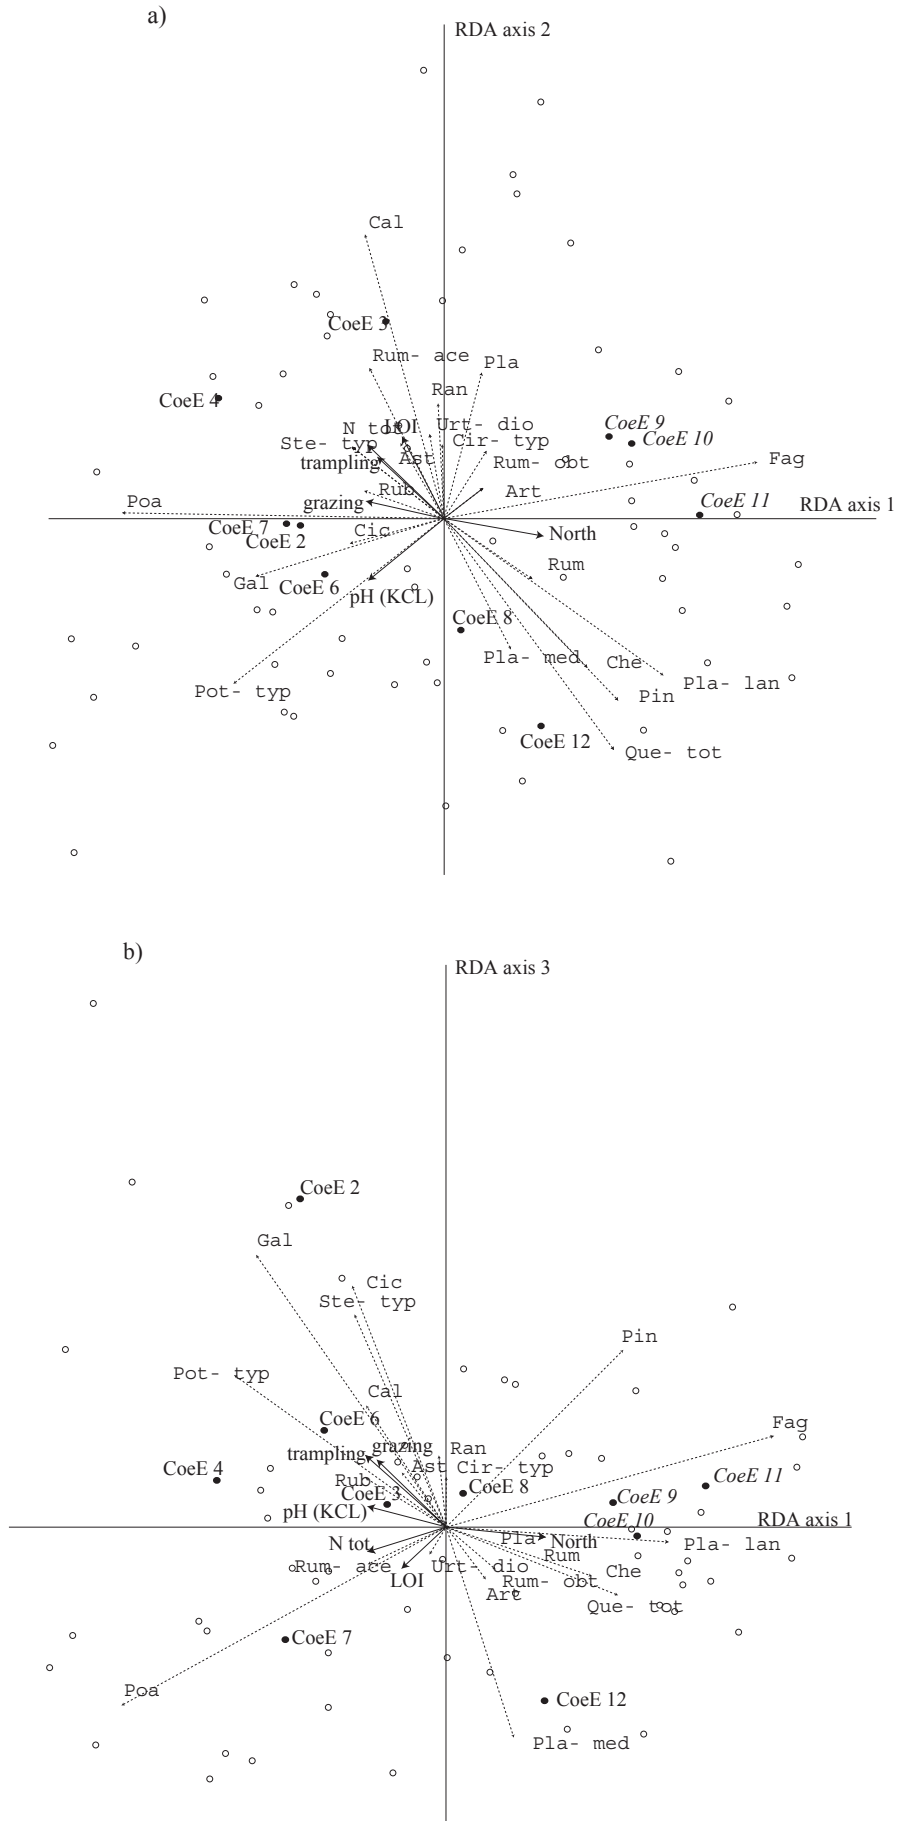 a)
RDA axis 2
Cal
CoeE 3
Rum- ace
Pla
Ran
CoeE 4
N tot
LOI
Urt- dio
CoeE 9
Ste- typ
Cir- typ
CoeE 10
trampling
Ast
Rum- obt
Fag
Rub
Art
Poa
grazing
CoeE 11
RDA axis 1
CoeE 7
Cic
CoeE 2
North
Gal
CoeE 6
pH (KCL)
Rum
CoeE 8
Pla- med
Che
Pot- typ
Pla- lan
Pin
CoeE 12
Que- tot
b)
RDA axis 3
CoeE 2
Gal
Cic
Ste- typ
Pin
Pot- typ
Cal
CoeE 6
Fag
trampling
grazing
Ran
CoeE 4
Ast
Cir- typ
Rub
CoeE 8
CoeE 11
CoeE 3
CoeE 9
pH (KCL)
CoeE 10
RDA axis 1
N tot
Pla
North
Pla- lan
Rum
Rum- ace
Urt- dio
Che
LOI
Rum- obt
Art
Que- tot
CoeE 7
Poa
CoeE 12
Pla- med